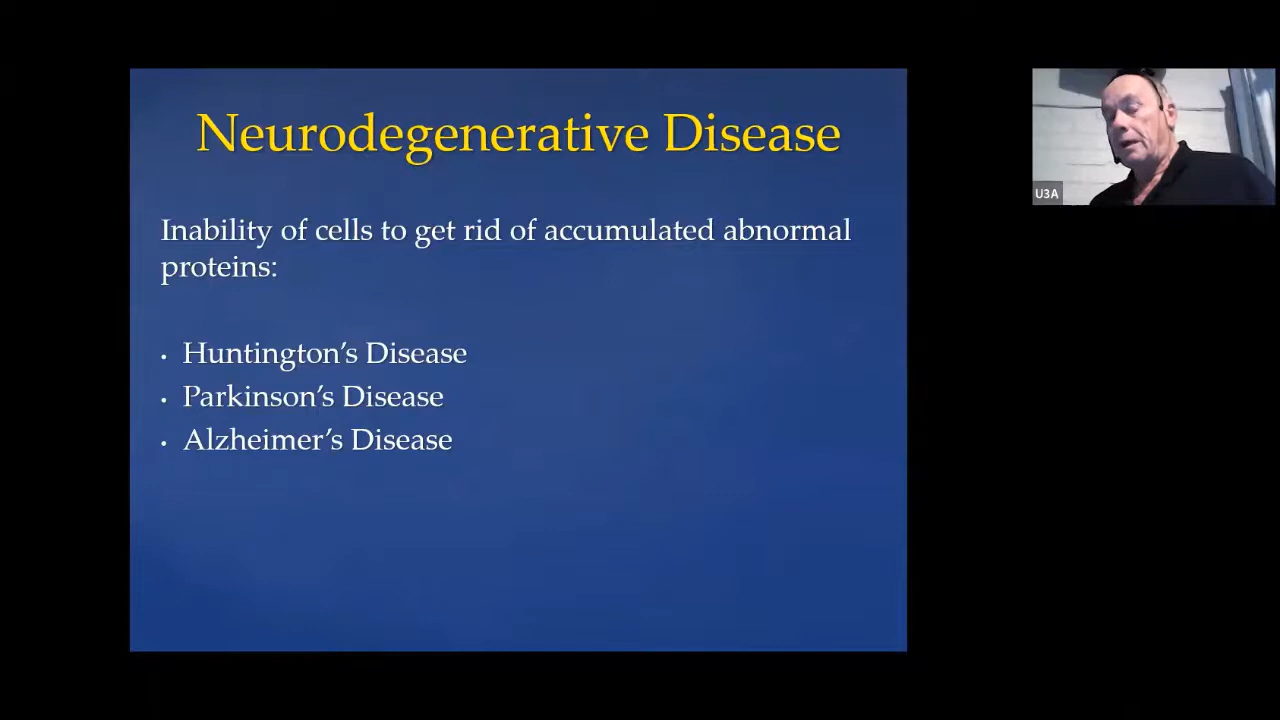 Neurodegenerative Disease
Inability of cells to get rid of accumulated abnormal
proteins:
• Huntington’s Disease
• Parkinson’s Disease
• Alzheimer’s Disease
U3A